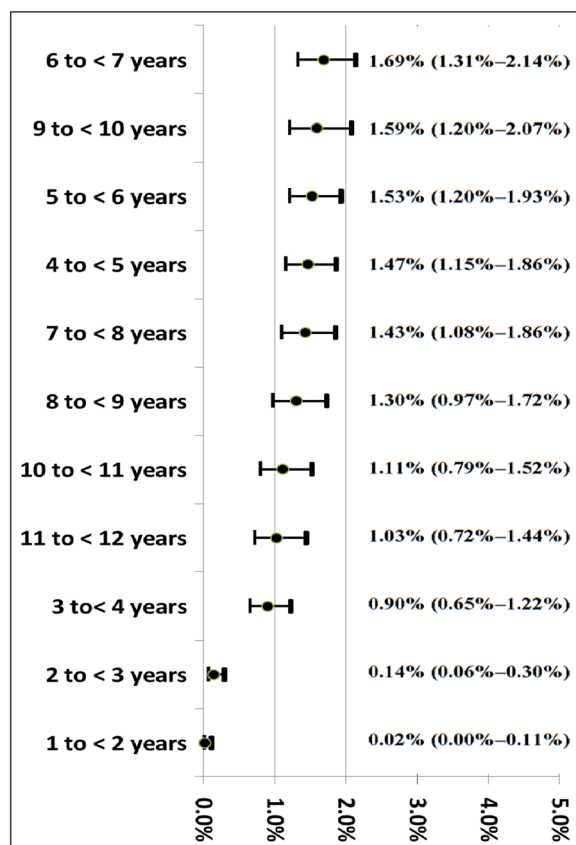 6 to < 7 years 1.69% (1.31%–2.14%)
9 to < 10 years 1.59% (1.20%–2.07%)
5 to < 6 years 1.53% (1.20%–1.93%)
4 to < 5 years 1.47% (1.15%–1.86%)
7 to < 8 years 1.43% (1.08%–1.86%)
8 to < 9 years 1.30% (0.97%–1.72%)
10 to < 11 years 1.11% (0.79%–1.52%)
11 to < 12 years 1.03% (0.72%–1.44%)
3 to< 4 years 0.90% (0.65%–1.22%)
2 to < 3 years 0.14% (0.06%–0.30%)
1 to < 2 years 0.02% (0.00%–0.11%)
0.0% 1.0% 2.0% 3.0% 4.0% 5.0%